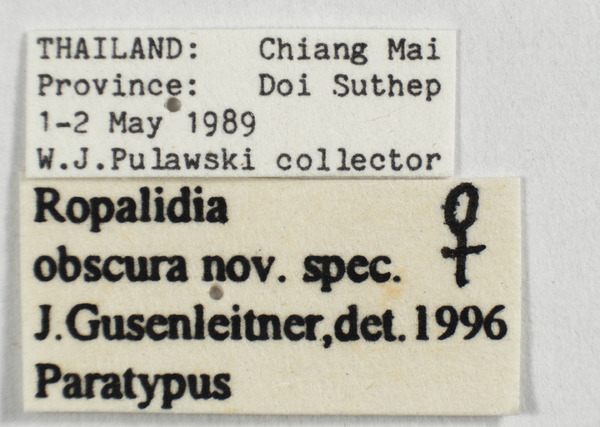 THAILAND: Chiang Mai
Province: Doi Suthep
1-2 May 1989
W.J.Pulawski collector
Ropalidia ♀
obscura nov. spec.
J.Gusenleitner,det.1996
Paratypus